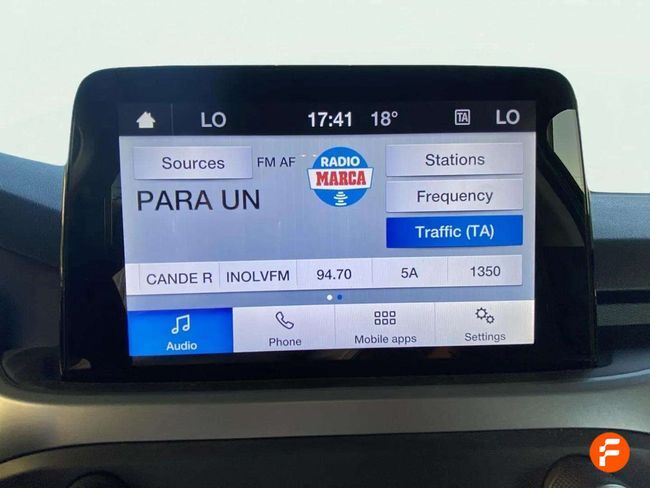 LO 17:41 18° TA LO
Sources FM AF RADIO MARCA Stations
PARA UN Frequency
Traffic (TA)
CANDE R INOLVFM 94.70 5A 1350
Audio Phone Mobile apps Settings